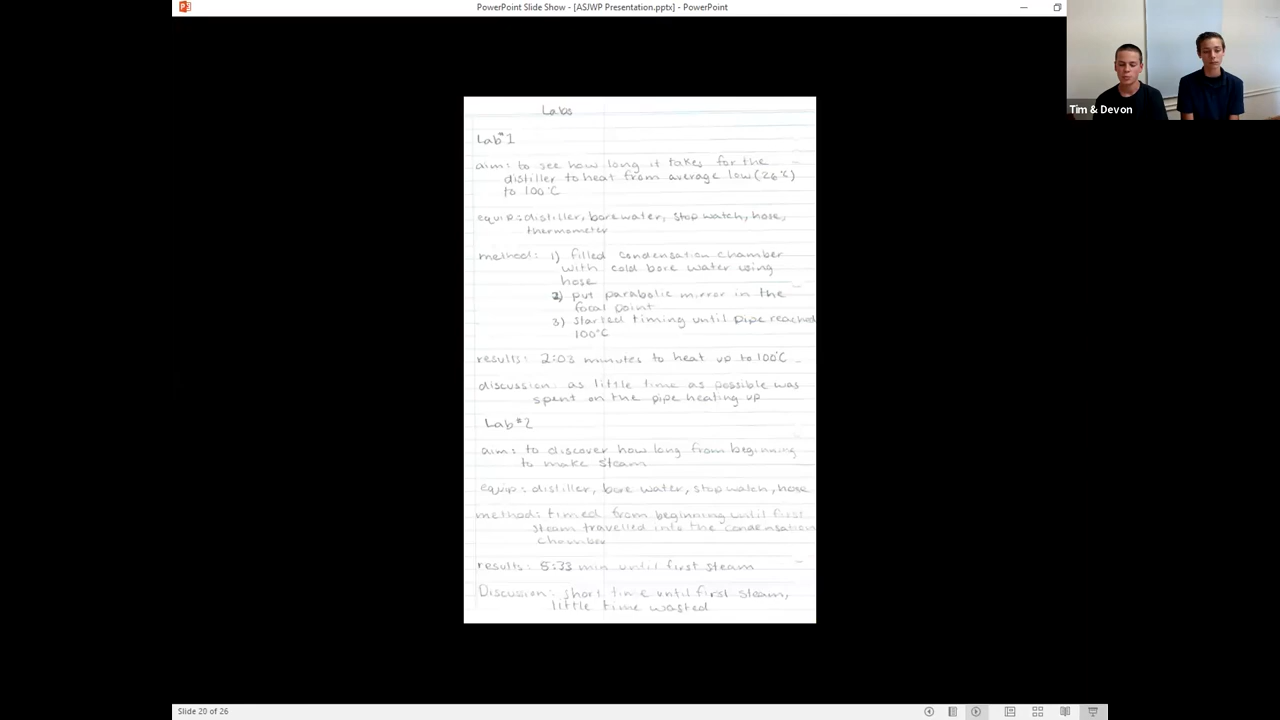 PowerPoint Slide Show - [ASJWP Presentation.pptx] - PowerPoint
Tim & Devon
Labs
Lab #1
aim: to see how long it takes for the
distiller to heat from average low (26°C)
to 100°C
equip: distiller, bore water, stop watch, hose,
thermometer
method: 1) filled condensation chamber
with cold bore water using
hose
2) put parabolic mirror in the
focal point
3) started timing until pipe reached
100°C
results: 2:03 minutes to heat up to 100°C
discussion: as little time as possible was
spent on the pipe heating up
Lab #2
aim: to discover how long from beginning
to make steam
equip: distiller, bore water, stop watch, hose
method: timed from beginning until first
steam travelled into the condensation
chamber
results: 5:33 min until first steam
Discussion: short time until first steam,
little time wasted
Slide 20 of 26